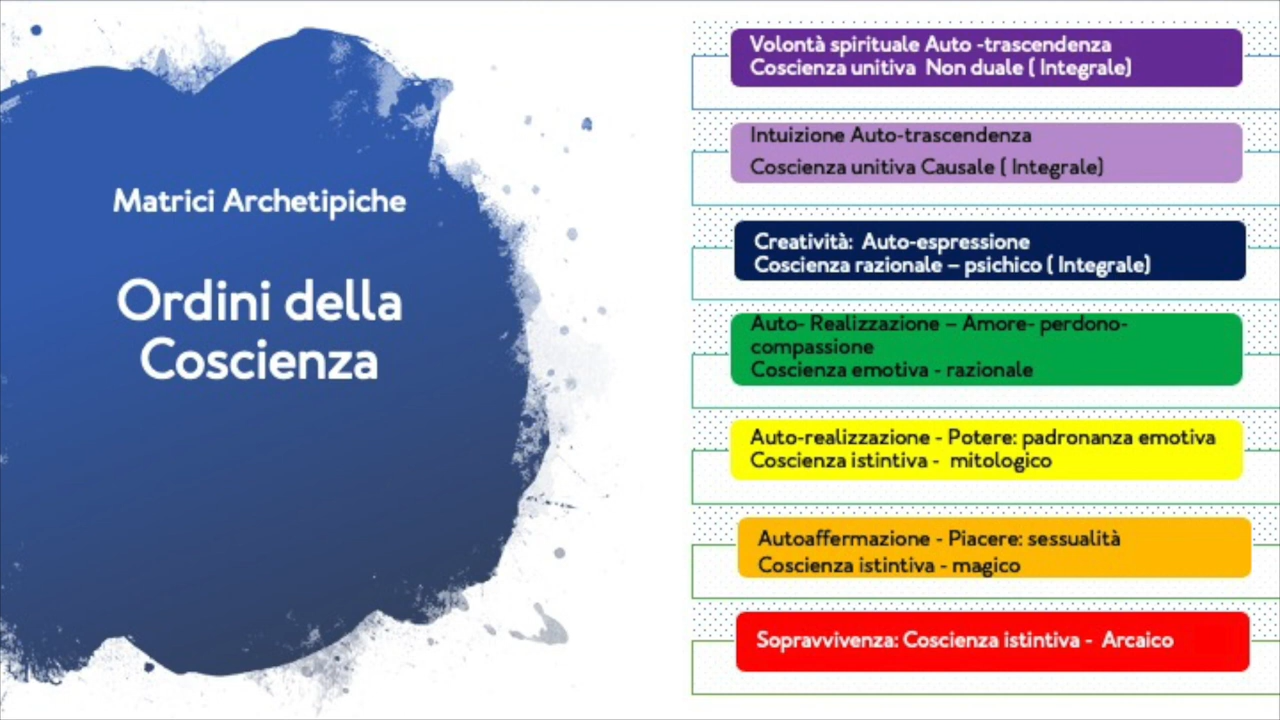 Matrici Archetipiche
Ordini della
Coscienza
Volontà spirituale Auto -trascendenza
Coscienza unitiva  Non duale ( Integrale)
Intuizione Auto-trascendenza
Coscienza unitiva Causale ( Integrale)
Creatività:  Auto-espressione
Coscienza razionale – psichico ( Integrale)
Auto- Realizzazione – Amore- perdono-
compassione
Coscienza emotiva - razionale
Auto-realizzazione - Potere: padronanza emotiva
Coscienza istintiva -  mitologico
Autoaffermazione - Piacere: sessualità
Coscienza istintiva - magico
Sopravvivenza: Coscienza istintiva -  Arcaico